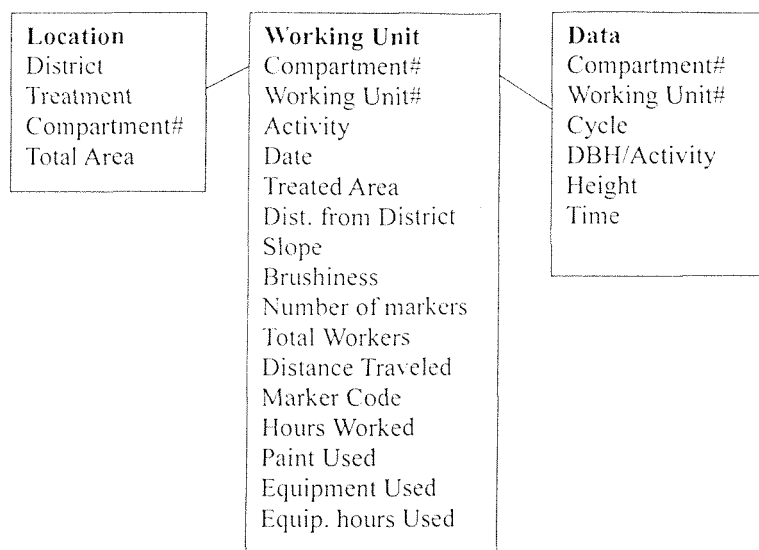 Location
District
Treatment
Compartment#
Total Area
Working Unit
Compartment#
Working Unit#
Activity
Date
Treated Area
Dist. from District
Slope
Brushiness
Number of markers
Total Workers
Distance Traveled
Marker Code
Hours Worked
Paint Used
Equipment Used
Equip. hours Used
Data
Compartment#
Working Unit#
Cycle
DBH/Activity
Height
Time